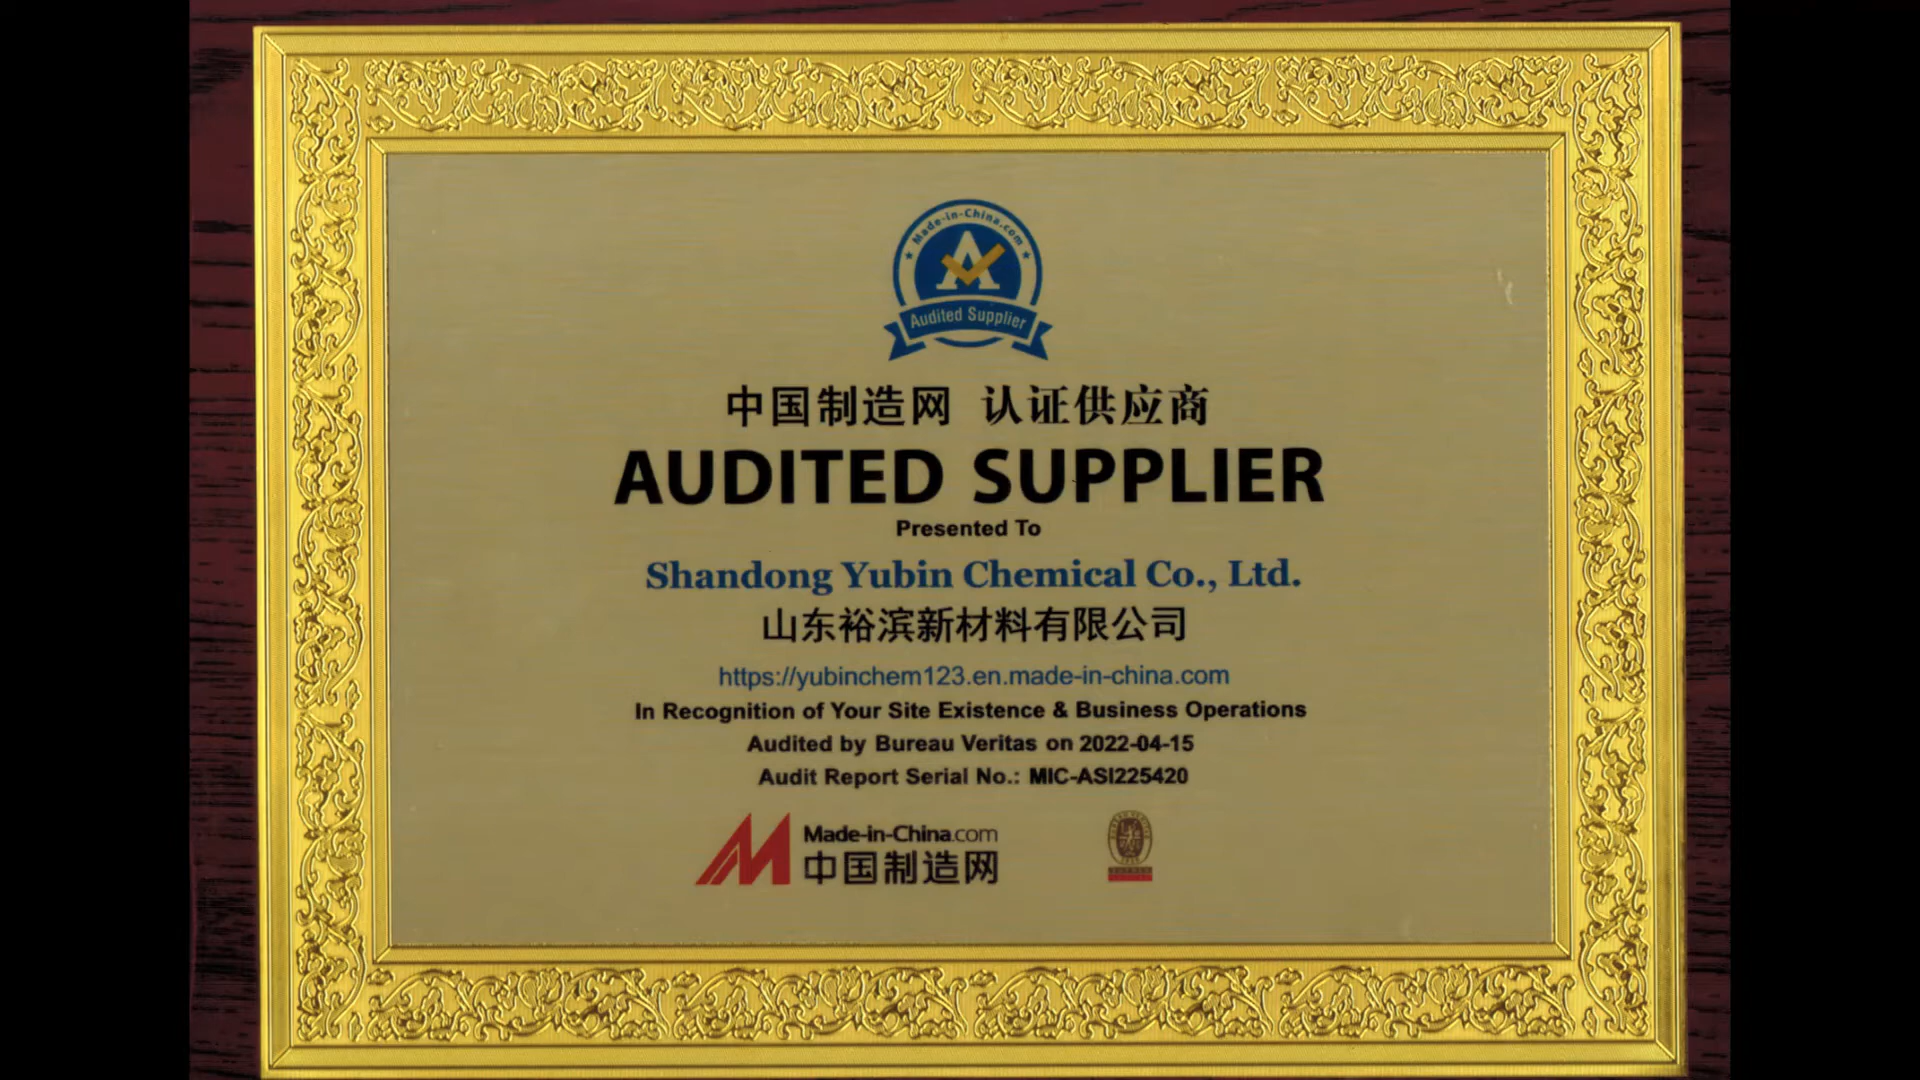 Made-in-China.com
Audited Supplier
中国制造网 认证供应商
AUDITED SUPPLIER
Presented To
Shandong Yubin Chemical Co., Ltd.
山东裕滨新材料有限公司
https://yubinchem123.en.made-in-china.com
In Recognition of Your Site Existence & Business Operations
Audited by Bureau Veritas on 2022-04-15
Audit Report Serial No.: MIC-ASI225420
Made-in-China.com
中国制造网